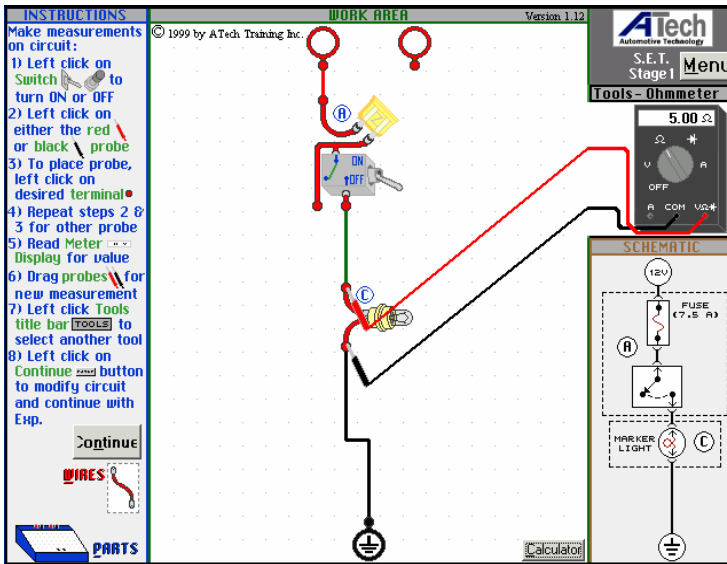 INSTRUCTIONS
Make measurements
on circuit:
1) Left click on
Switch to
turn ON or OFF
2) Left click on
either the red
or black probe
3) To place probe,
left click on
desired terminal
4) Repeat steps 2 &
3 for other probe
5) Read Meter
Display for value
6) Drag probes for
new measurement
7) Left click Tools
title bar TOOLS to
select another tool
8) Left click on
Continue button
to modify circuit
and continue with
Exp.
Continue
WIRES
PARTS
WORK AREA
Version 1.12
© 1999 by ATech Training Inc.
A
ON
OFF
C
Calculator
ATech
Automotive Technology
S.E.T.
Stage1
Menu
Tools - Ohmmeter
5.00 Ω
Ω
V A
OFF
A COM VΩ
SCHEMATIC
12V
FUSE
(7.5 A)
A
MARKER
LIGHT
C